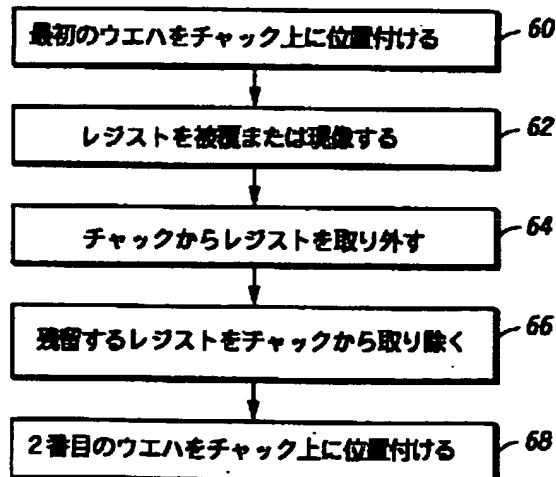 最初のウエハをチャック上に位置付ける 60
レジストを被覆または現像する 62
チャックからレジストを取り外す 64
残留するレジストをチャックから取り除く 66
2番目のウエハをチャック上に位置付ける 68